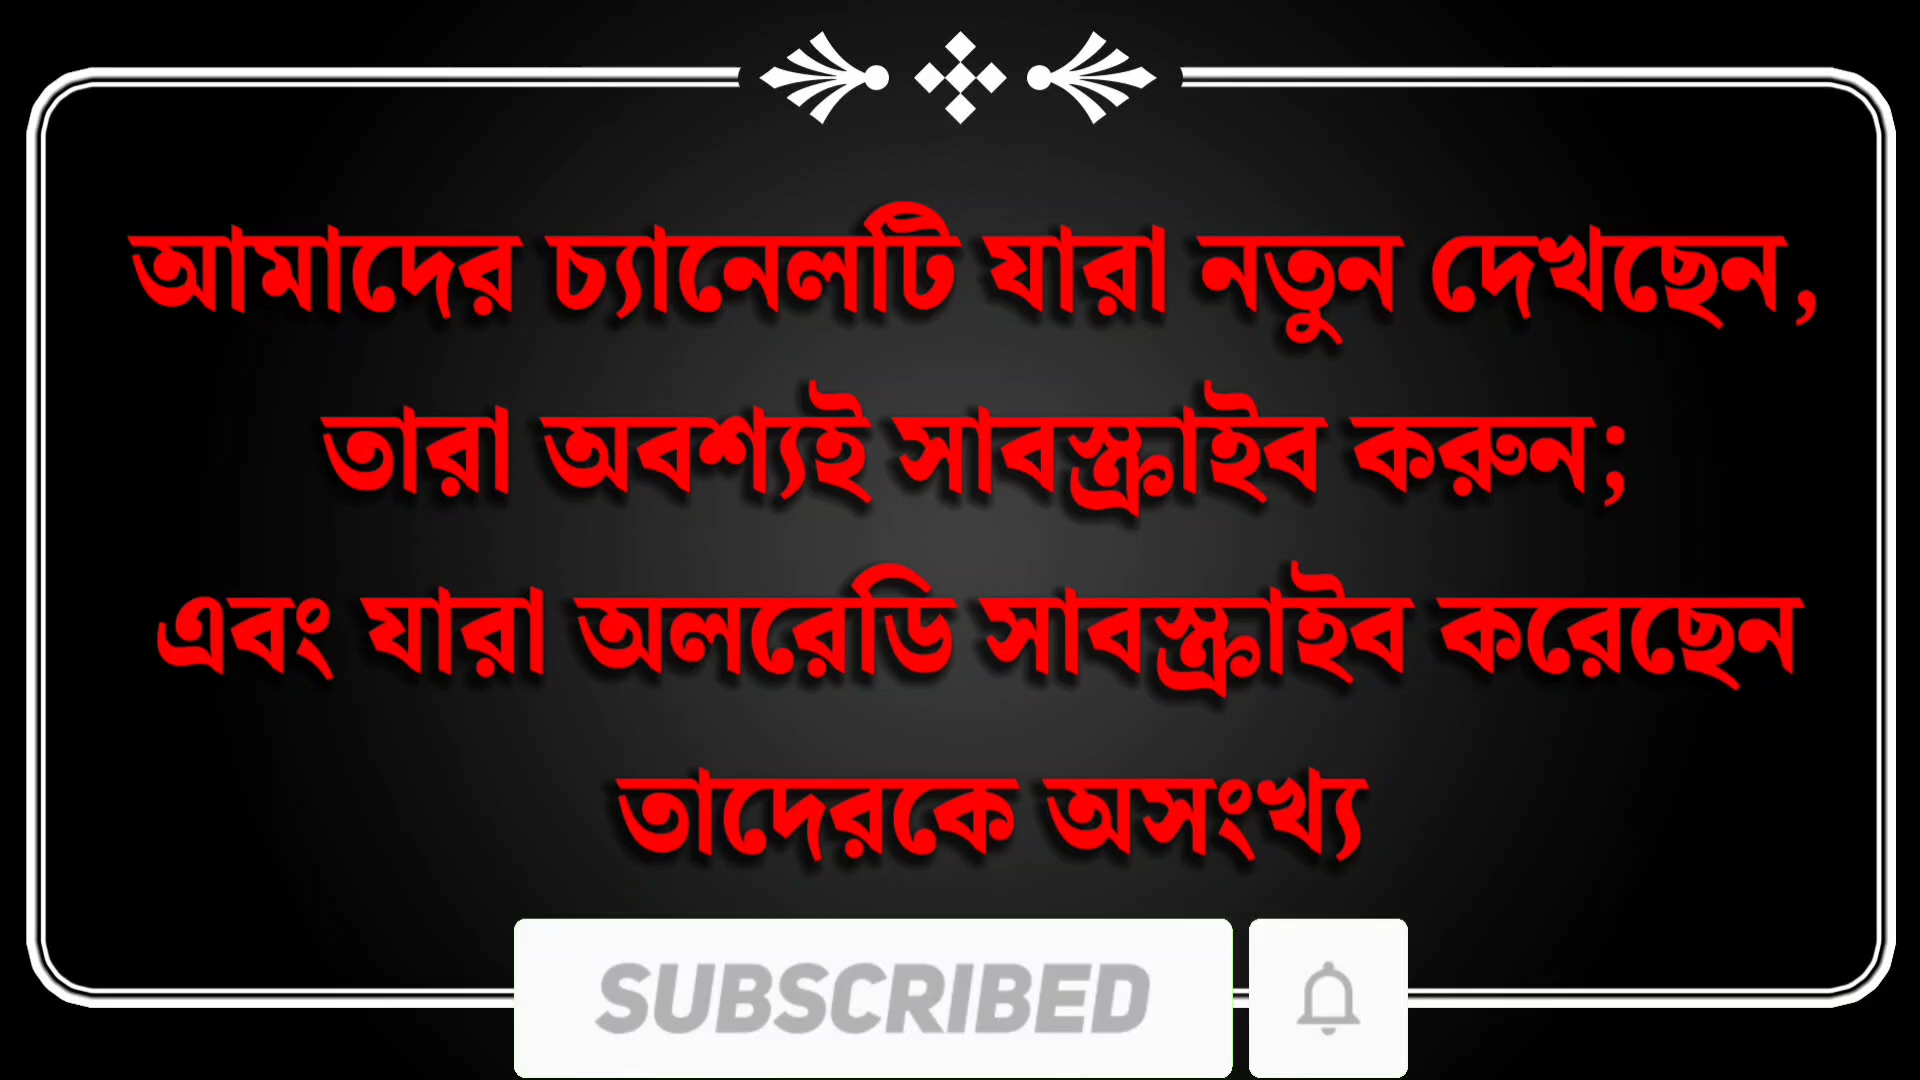 আমাদের চ্যানেলটি যারা নতুন দেখছেন,
তারা অবশ্যই সাবস্ক্রাইব করুন;
এবং যারা অলরেডি সাবস্ক্রাইব করেছেন
তাদেরকে অসংখ্য
SUBSCRIBED